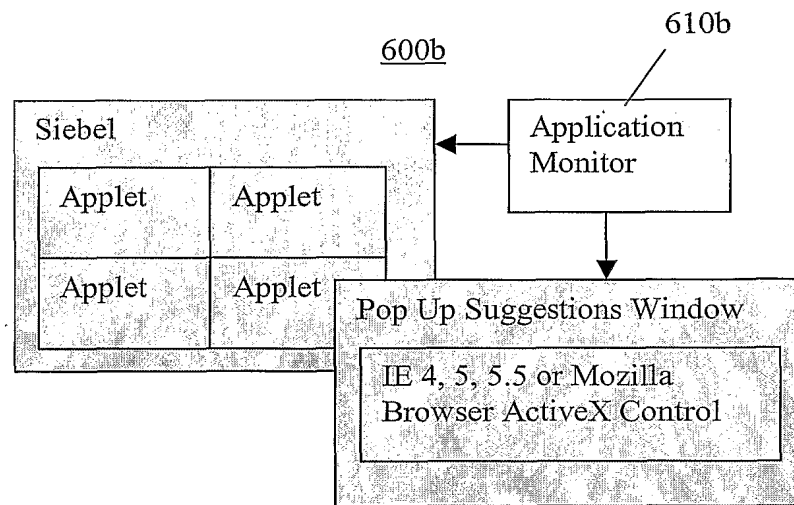 610b
600b
Siebel
Application
Monitor
Applet
Applet
Applet
Applet
Pop Up Suggestions Window
IE 4, 5, 5.5 or Mozilla
Browser ActiveX Control